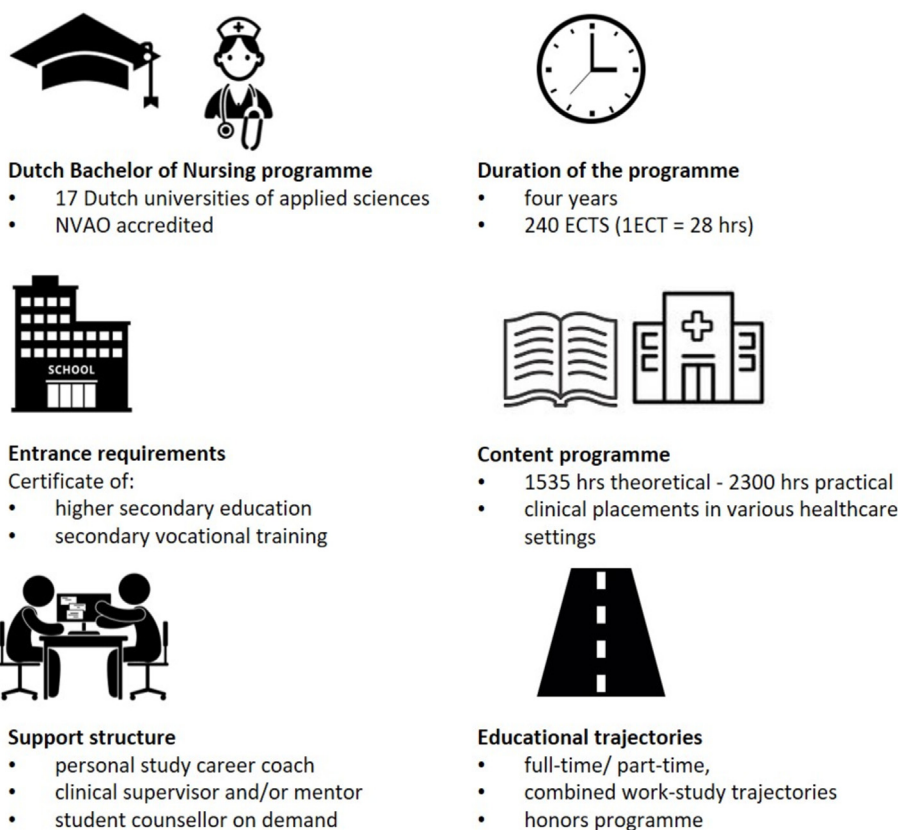 Dutch Bachelor of Nursing programme
• 17 Dutch universities of applied sciences
• NVAO accredited
Duration of the programme
• four years
• 240 ECTS (1ECT = 28 hrs)
SCHOOL
Entrance requirements
Certificate of:
• higher secondary education
• secondary vocational training
Content programme
• 1535 hrs theoretical - 2300 hrs practical
• clinical placements in various healthcare
settings
Support structure
• personal study career coach
• clinical supervisor and/or mentor
• student counsellor on demand
Educational trajectories
• full-time/ part-time,
• combined work-study trajectories
• honors programme